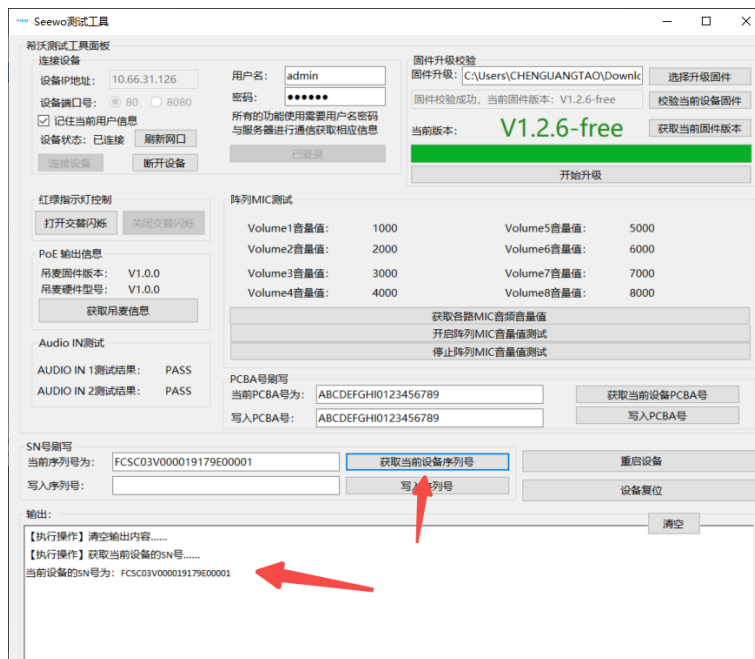 Seewo测试工具
希沃测试工具面板
连接设备
设备IP地址: 10.66.31.126
设备端口号: 80 8080
记住当前用户信息
设备状态: 已连接 刷新网口
连接设备 断开设备
用户名: admin
密码: ●●●●●●
所有的功能使用需要用户名密码
与服务器进行通信获取相应信息
已登录
固件升级校验
固件升级: C:\Users\CHENGUANGTAO\Downlc 选择升级固件
固件校验成功, 当前固件版本: V1.2.6-free 校验当前设备固件
当前版本: V1.2.6-free 获取当前固件版本
开始升级
红绿指示灯控制
打开交替闪烁 关闭交替闪烁
PoE 输出信息
吊麦固件版本: V1.0.0
吊麦硬件型号: V1.0.0
获取吊麦信息
Audio IN测试
AUDIO IN 1测试结果: PASS
AUDIO IN 2测试结果: PASS
阵列MIC测试
Volume1音量值: 1000 Volume5音量值: 5000
Volume2音量值: 2000 Volume6音量值: 6000
Volume3音量值: 3000 Volume7音量值: 7000
Volume4音量值: 4000 Volume8音量值: 8000
获取各路MIC音频音量值
开启阵列MIC音量值测试
停止阵列MIC音量值测试
PCBA号刷写
当前PCBA号为: ABCDEFGHI0123456789 获取当前设备PCBA号
写入PCBA号: ABCDEFGHI0123456789 写入PCBA号
SN号刷写
当前序列号为: FCSC03V000019179E00001 获取当前设备序列号 重启设备
写入序列号: 写入序列号 设备复位
输出: 清空
【执行操作】清空输出内容......
【执行操作】获取当前设备的SN号......
当前设备的SN号为: FCSC03V000019179E00001